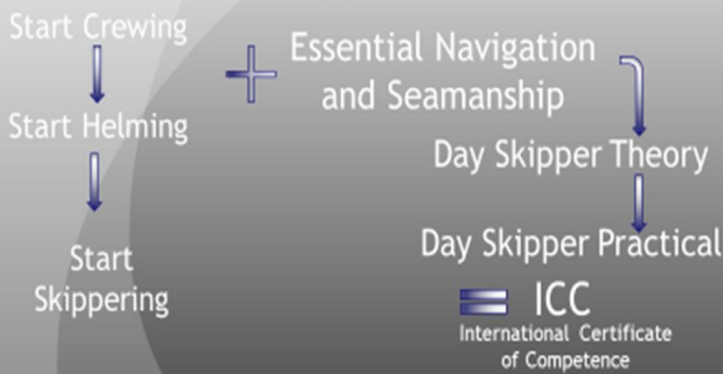 Start Crewing
Start Helming
Start
Skippering
+
Essential Navigation
and Seamanship
Day Skipper Theory
Day Skipper Practical
= ICC
International Certificate
of Competence